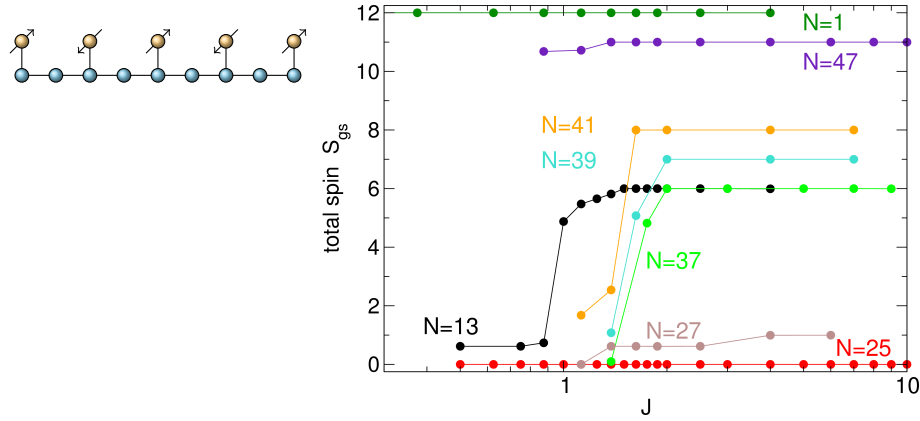 12
N=1
10
N=47
total spin S_gs
8
N=41
N=39
6
4
N=37
2
N=13
N=27
N=25
0
1
10
J